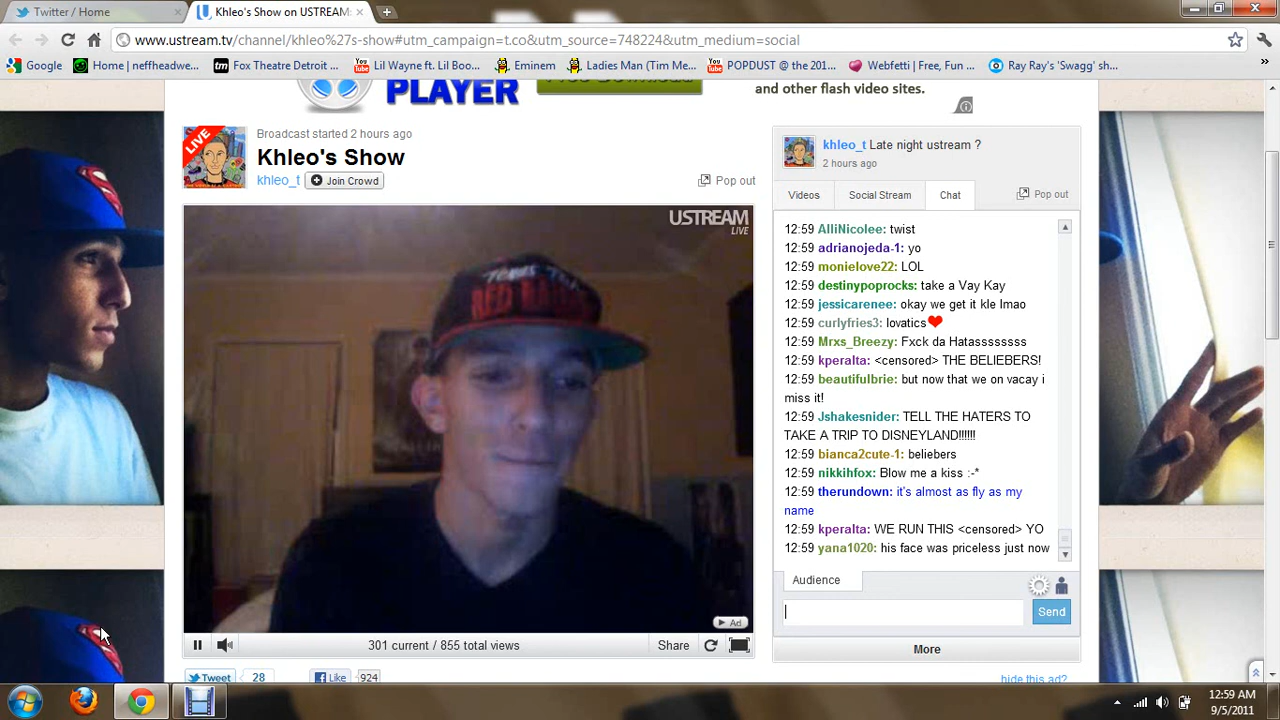 Twitter / Home
Khleo's Show on USTREAM:
www.ustream.tv/channel/khleo%27s-show#utm_campaign=t.co&utm_source=748224&utm_medium=social
Google
Home | neffheadwe...
Fox Theatre Detroit ...
Lil Wayne ft. Lil Boo...
Eminem
Ladies Man (Tim Me...
POPDUST @ the 201...
Webfetti | Free, Fun ...
Ray Ray's 'Swagg' sh...
PLAYER
and other flash video sites.
LIVE
Broadcast started 2 hours ago
Khleo's Show
khleo_t Join Crowd
Pop out
USTREAM
LIVE
Ad
301 current / 855 total views
Share
Tweet 28
Like 924
khleo_t Late night ustream ?
2 hours ago
Videos
Social Stream
Chat
Pop out
12:59 AlliNicolee: twist
12:59 adrianojeda-1: yo
12:59 monielove22: LOL
12:59 destinypoprocks: take a Vay Kay
12:59 jessicarenee: okay we get it kle lmao
12:59 curlyfries3: lovatics
12:59 Mrxs_Breezy: Fxck da Hatasssssss
12:59 kperalta: <censored> THE BELIEBERS!
12:59 beautifulbrie: but now that we on vacay i
miss it!
12:59 Jshakesnider: TELL THE HATERS TO
TAKE A TRIP TO DISNEYLAND!!!!!!
12:59 bianca2cute-1: beliebers
12:59 nikkihfox: Blow me a kiss :-*
12:59 therundown: it's almost as fly as my
name
12:59 kperalta: WE RUN THIS <censored> YO
12:59 yana1020: his face was priceless just now
Audience
Send
More
hide this ad?
12:59 AM
9/5/2011